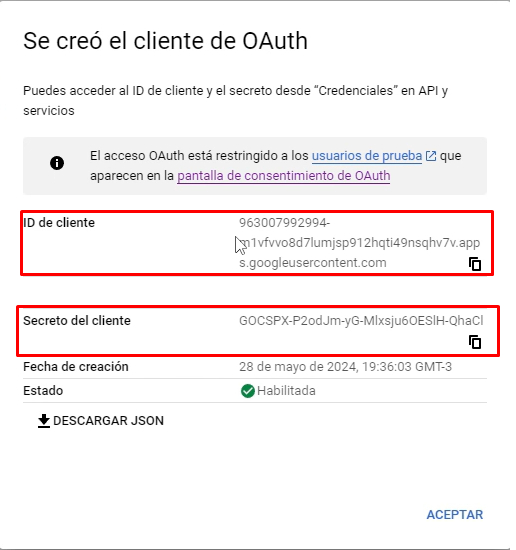 Se creó el cliente de OAuth
Puedes acceder al ID de cliente y el secreto desde “Credenciales” en API y
servicios
El acceso OAuth está restringido a los usuarios de prueba que
aparecen en la pantalla de consentimiento de OAuth
ID de cliente 963007992994-
m1vfvvo8d7lumjsp912hqti49nsqhv7v.app
s.googleusercontent.com
Secreto del cliente 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
Fecha de creación 28 de mayo de 2024, 19:36:03 GMT-3
Estado Habilitada
DESCARGAR JSON
ACEPTAR